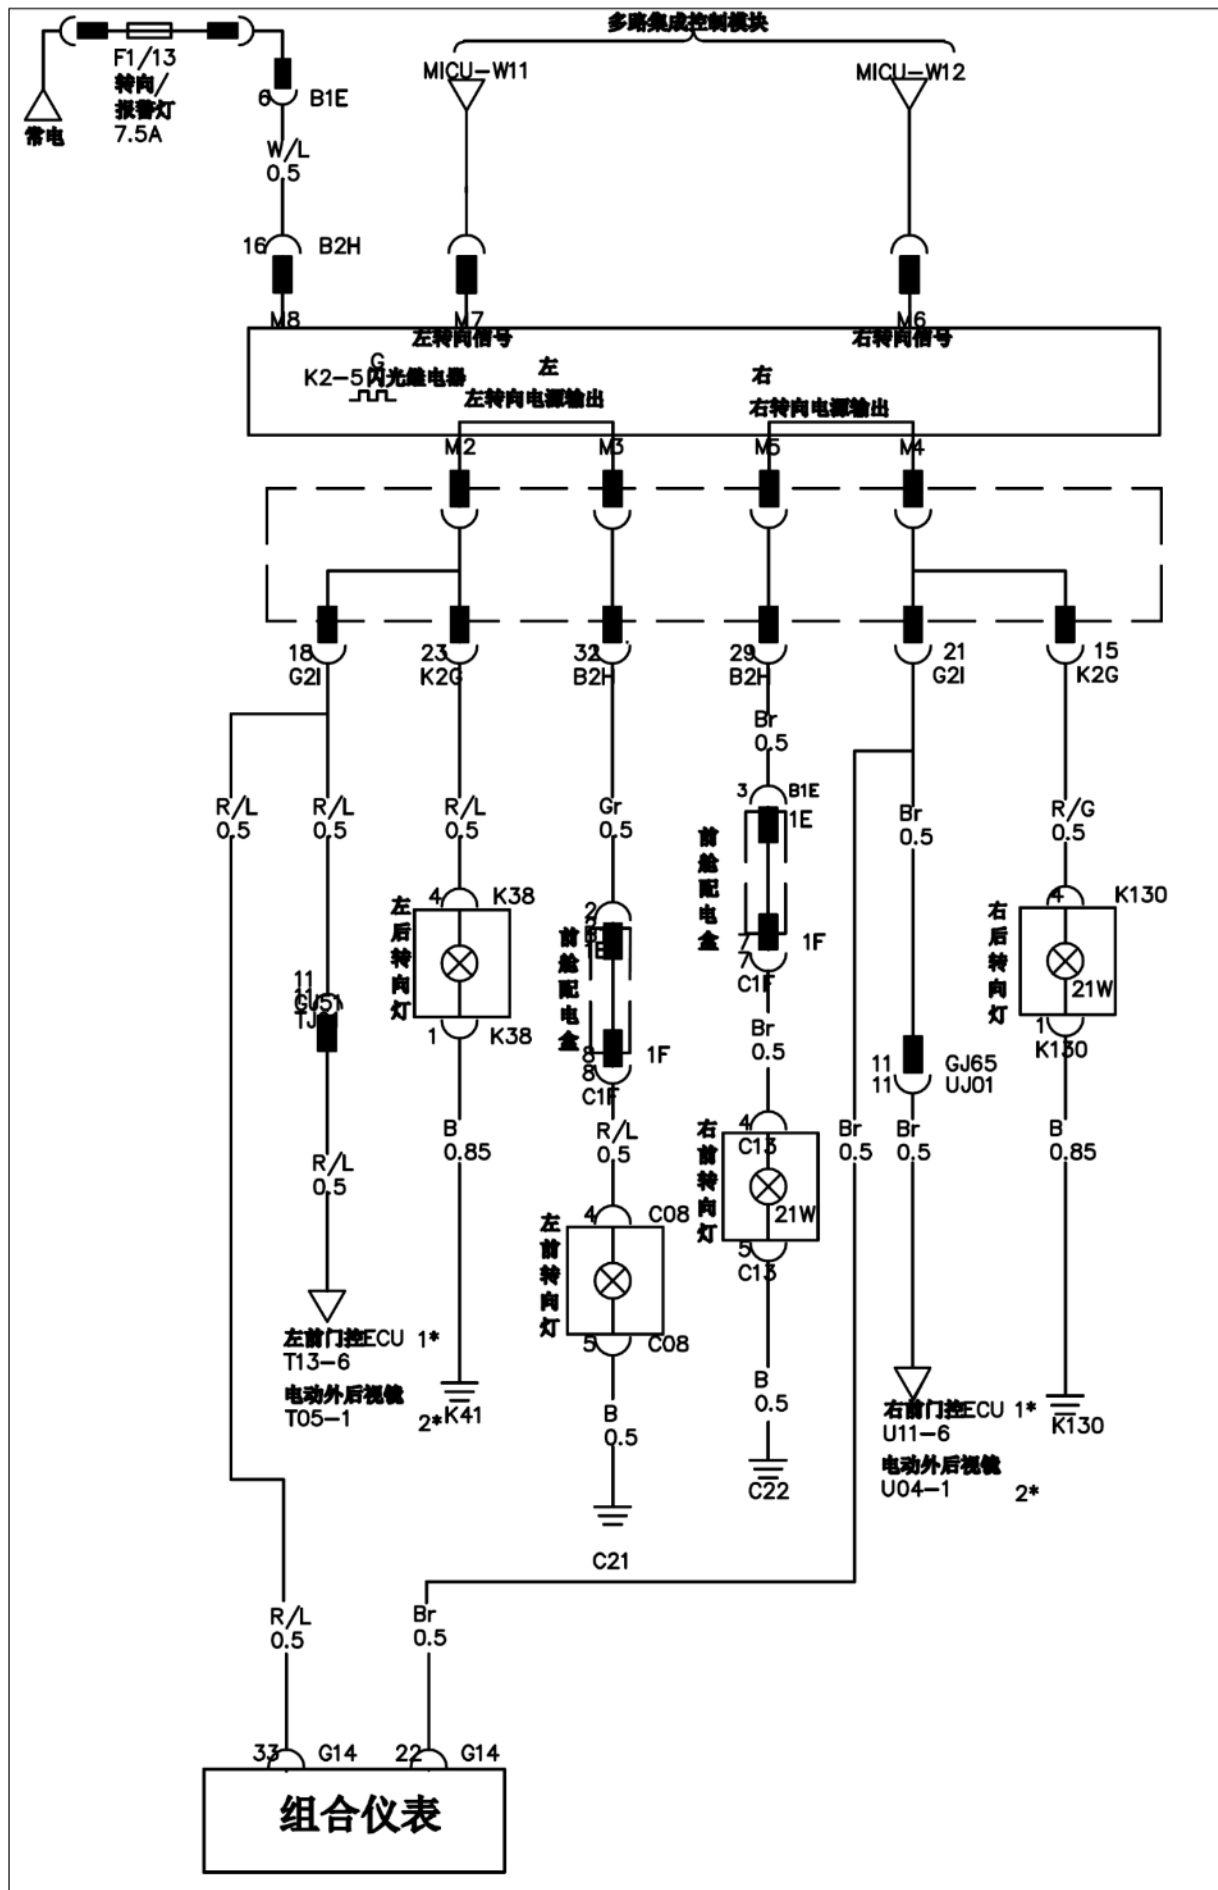 多路集成控制模块
F1/13
转向/
报警灯
7.5A
常电
MICU-W11
MICU-W12
6 B1E
W/L
0.5
16 B2H
M8
M7
M6
左转向信号
右转向信号
G
K2-5闪光继电器
左
左转向电源输出
右
右转向电源输出
M2
M3
M5
M4
18
G2I
23
K2G
B2H
29
B2H
21
G2I
15
K2G
Br
0.5
3 B1E
1E
前舱配电盒
7 1F
7
C1F
R/L
0.5
R/L
0.5
R/L
0.5
Gr
0.5
Br
0.5
R/G
0.5
4 K38
左后转向灯
1 K38
2
前舱配电盒
8 1F
8
C1F
4 K130
右后转向灯
21W
1
K130
11
Br
0.5
11 GJ65
11 UJ01
B
0.85
R/L
0.5
4
C13
右前转向灯
21W
5
C13
Br
0.5
Br
0.5
B
0.85
R/L
0.5
4 C08
左前转向灯
5 C08
左前门控ECU 1*
T13-6
电动外后视镜
T05-1 2*
K41
B
0.5
C21
B
0.5
C22
右前门控ECU 1*
U11-6
电动外后视镜
U04-1 2*
K130
R/L
0.5
Br
0.5
33 G14
22 G14
组合仪表